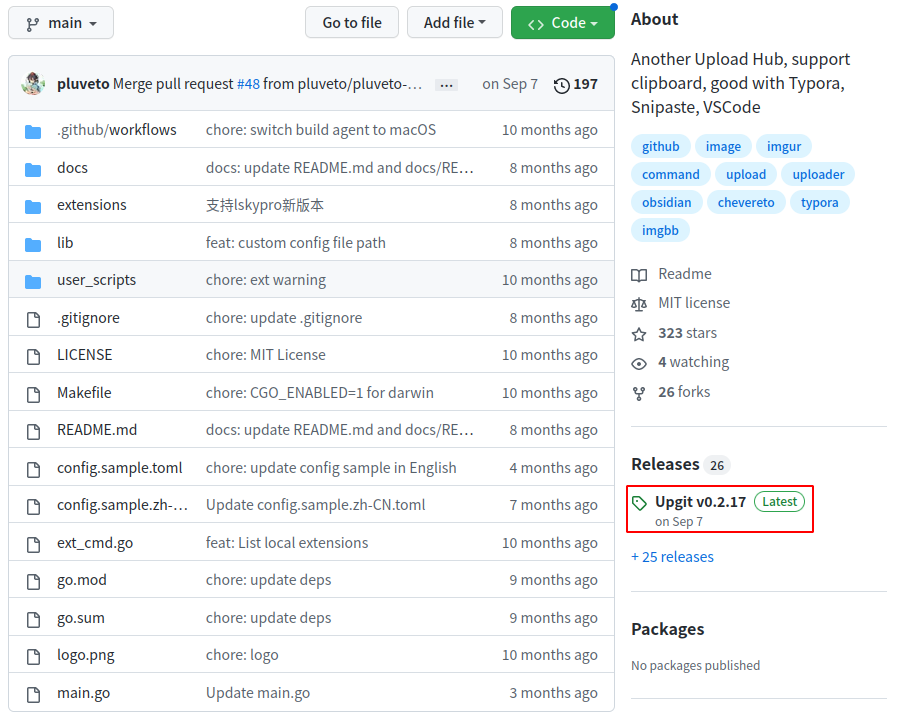 main
Go to file
Add file
Code
pluveto Merge pull request #48 from pluveto/pluveto-… ... on Sep 7 197
.github/workflows chore: switch build agent to macOS 10 months ago
docs docs: update README.md and docs/RE… 8 months ago
extensions 支持lskypro新版本 8 months ago
lib feat: custom config file path 8 months ago
user_scripts chore: ext warning 10 months ago
.gitignore chore: update .gitignore 8 months ago
LICENSE chore: MIT License 10 months ago
Makefile chore: CGO_ENABLED=1 for darwin 10 months ago
README.md docs: update README.md and docs/RE… 8 months ago
config.sample.toml chore: update config sample in English 4 months ago
config.sample.zh-… Update config.sample.zh-CN.toml 7 months ago
ext_cmd.go feat: List local extensions 10 months ago
go.mod chore: update deps 9 months ago
go.sum chore: update deps 9 months ago
logo.png chore: logo 10 months ago
main.go Update main.go 3 months ago
About
Another Upload Hub, support
clipboard, good with Typora,
Snipaste, VSCode
github image imgur
command upload uploader
obsidian chevereto typora
imgbb
Readme
MIT license
323 stars
4 watching
26 forks
Releases 26
Upgit v0.2.17 Latest
on Sep 7
+ 25 releases
Packages
No packages published